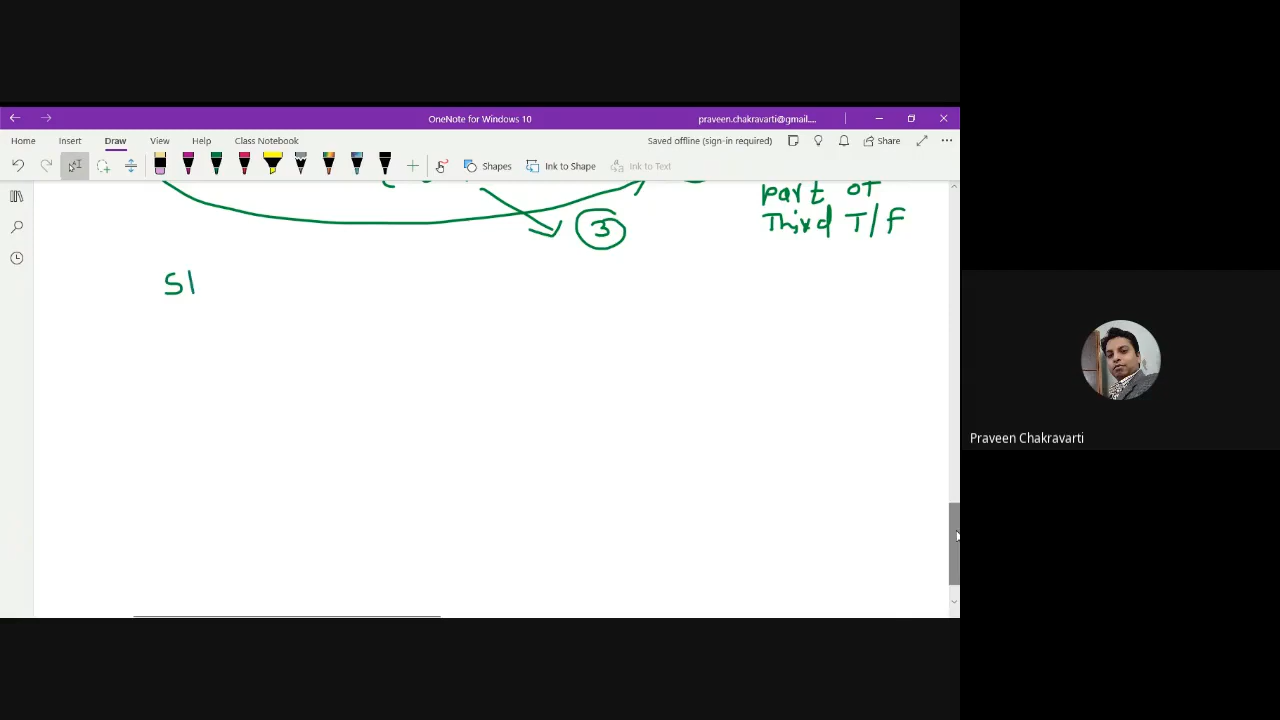 OneNote for Windows 10
praveen.chakravarti@gmail....
Home Insert Draw View Help Class Notebook
Saved offline (sign-in required)
Share
Shapes
Ink to Shape
Ink to Text
part of
Third T/F
3
SI
Praveen Chakravarti